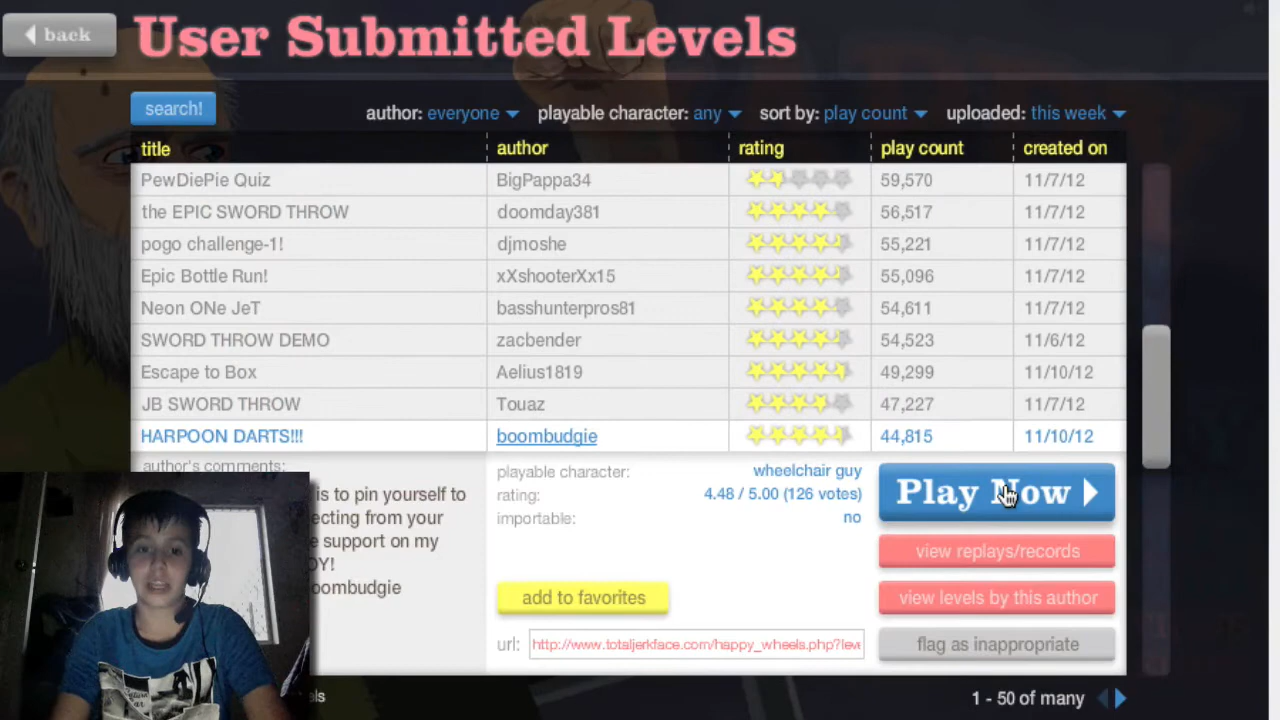 back
User Submitted Levels
search!
author: everyone
playable character: any
sort by: play count
uploaded: this week
title author rating play count created on
PewDiePie Quiz BigPappa34 59,570 11/7/12
the EPIC SWORD THROW doomday381 56,517 11/7/12
pogo challenge-1! djmoshe 55,221 11/7/12
Epic Bottle Run! xXshooterXx15 55,096 11/7/12
Neon ONe JeT basshunterpros81 54,611 11/7/12
SWORD THROW DEMO zacbender 54,523 11/6/12
Escape to Box Aelius1819 49,299 11/10/12
JB SWORD THROW Touaz 47,227 11/7/12
HARPOON DARTS!!! boombudgie 44,815 11/10/12
author's comments:
is to pin yourself to
ecting from your
e support on my
DY!
oombudgie
playable character: wheelchair guy
rating: 4.48 / 5.00 (126 votes)
importable: no
add to favorites
url: http://www.totaljerkface.com/happy_wheels.php?leve
Play Now
view replays/records
view levels by this author
flag as inappropriate
els
1 - 50 of many